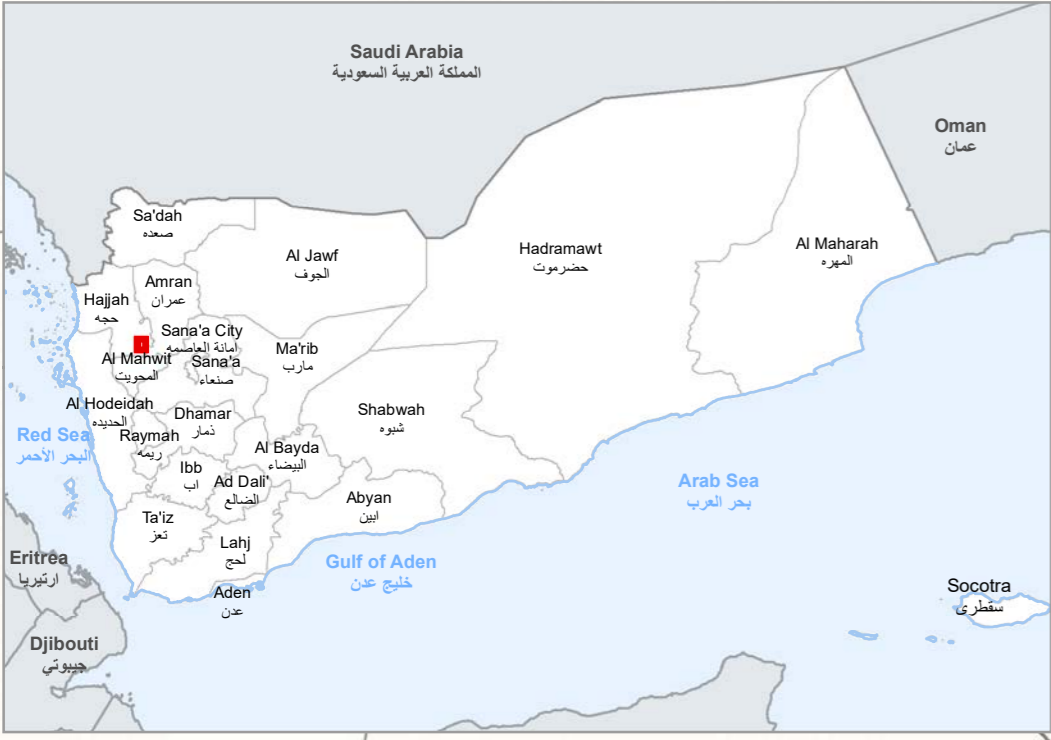 Saudi Arabia
المملكة العربية السعودية
Oman
عمان
Sa'dah
صعده
Al Jawf
الجوف
Hadramawt
حضرموت
Al Maharah
المهره
Amran
عمران
Hajjah
حجه
Sana'a City
امانة العاصمه
Ma'rib
مارب
Al Mahwit
المحويت
Sana'a
صنعاء
Al Hodeidah
الحديده
Dhamar
ذمار
Shabwah
شبوه
Red Sea
البحر الأحمر
Raymah
ريمه
Al Bayda
البيضاء
Ibb
اب
Ad Dali'
الضالع
Arab Sea
بحر العرب
Abyan
ابين
Ta'iz
تعز
Lahj
لحج
Eritrea
ارتيريا
Gulf of Aden
خليج عدن
Aden
عدن
Socotra
سقطرى
Djibouti
جيبوتي